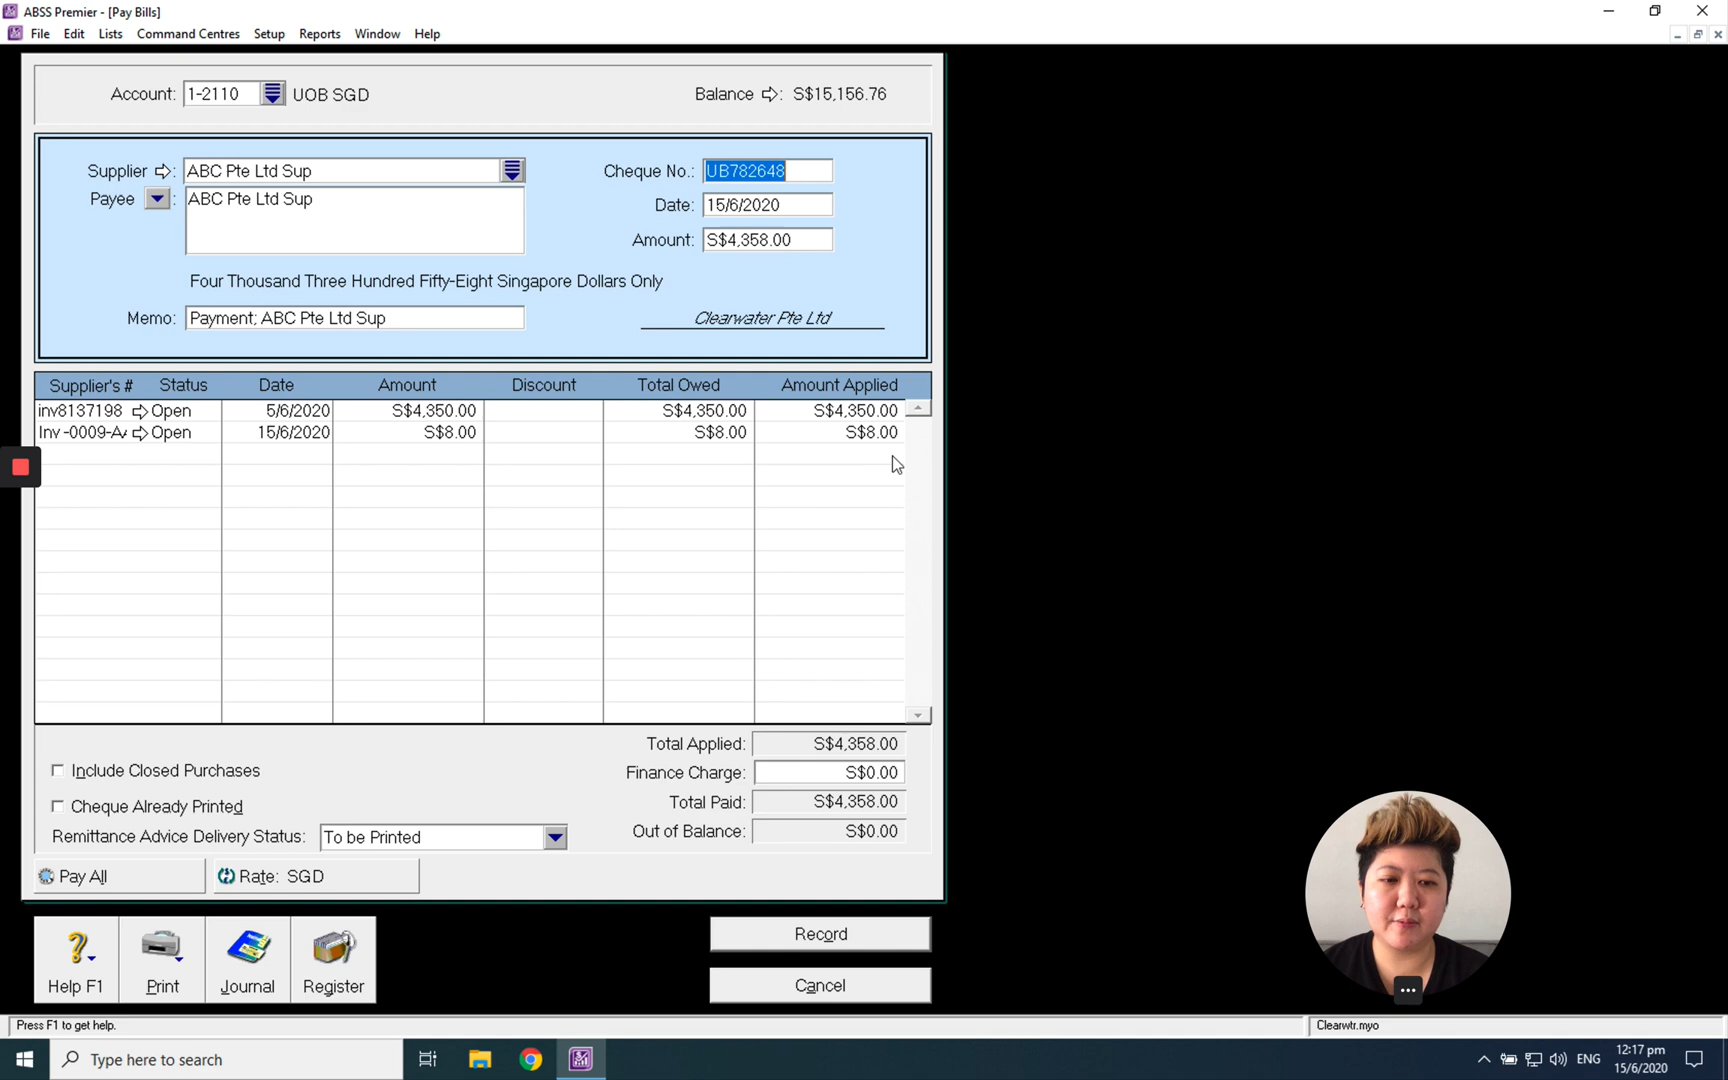 ABSS Premier - [Pay Bills]
File Edit Lists Command Centres Setup Reports Window Help
Account: 1-2110 UOB SGD Balance : S$15,156.76
Supplier : ABC Pte Ltd Sup Cheque No.: UB782648
Payee : ABC Pte Ltd Sup
Date: 15/6/2020
Amount: S$4,358.00
Four Thousand Three Hundred Fifty-Eight Singapore Dollars Only
Memo: Payment; ABC Pte Ltd Sup Clearwater Pte Ltd
Supplier's # Status Date Amount Discount Total Owed Amount Applied
inv8137198 Open 5/6/2020 S$4,350.00 S$4,350.00 S$4,350.00
Inv -0009-A Open 15/6/2020 S$8.00 S$8.00 S$8.00
Total Applied: S$4,358.00
Include Closed Purchases Finance Charge: S$0.00
Cheque Already Printed Total Paid: S$4,358.00
Remittance Advice Delivery Status: To be Printed Out of Balance: S$0.00
Pay All Rate: SGD
Record
Help F1 Print Journal Register Cancel
Press F1 to get help. Clearwtr.myo
Type here to search ENG 12:17 pm
15/6/2020